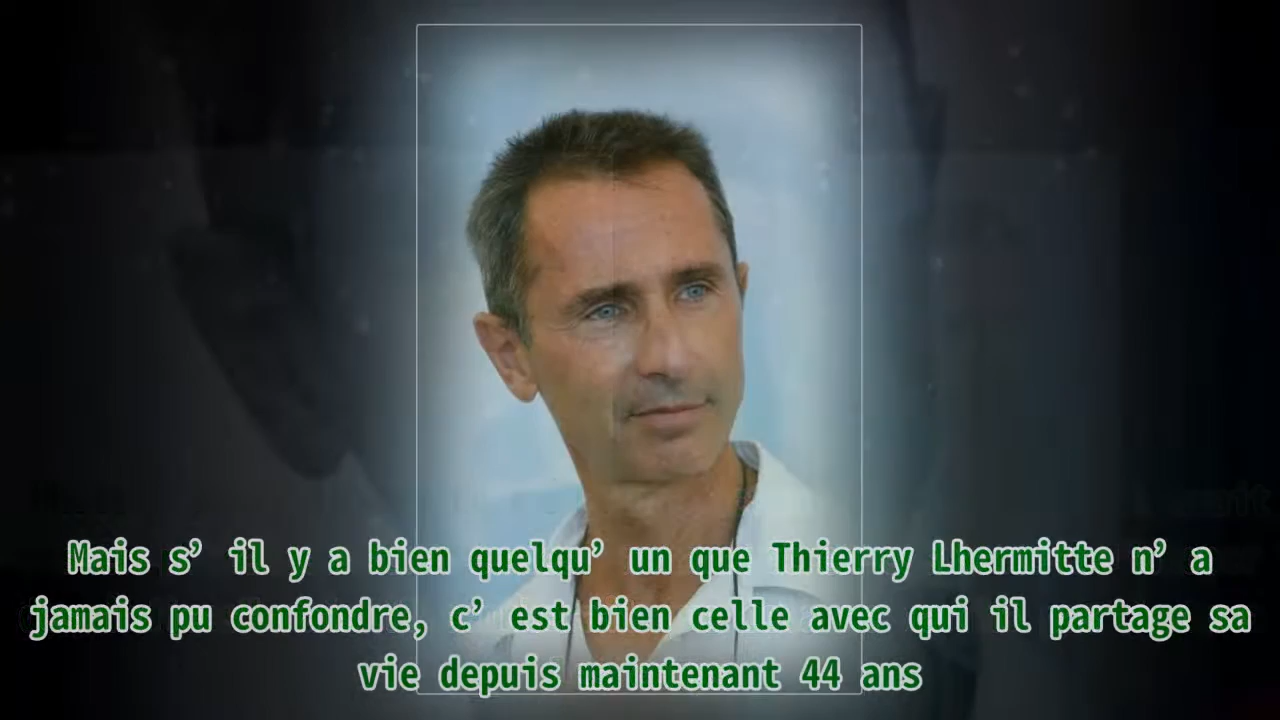 Mais s’ il y a bien quelqu’ un que Thierry Lhermitte n’ a
jamais pu confondre, c’ est bien celle avec qui il partage sa
vie depuis maintenant 44 ans